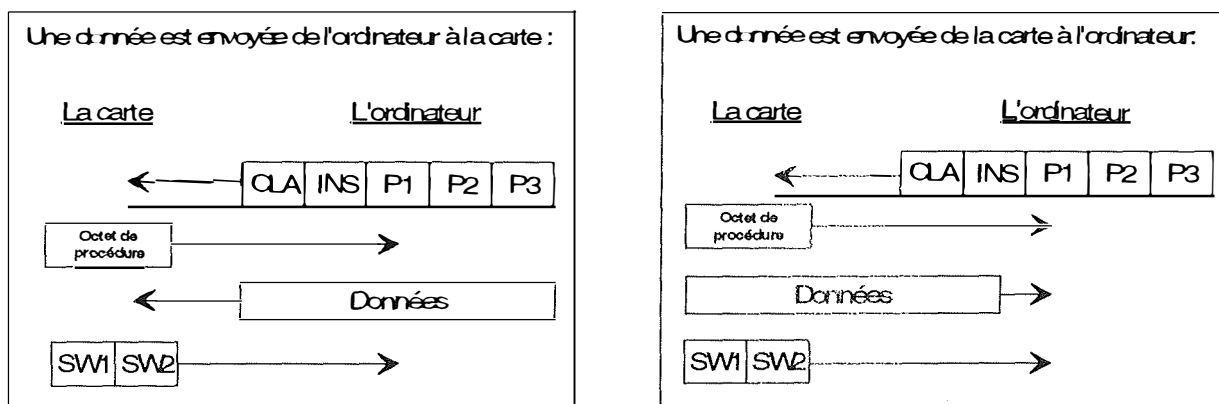 Une donnée est envoyée de l'ordinateur à la carte :
La carte L'ordinateur
CLA INS P1 P2 P3
Octet de
procédure
Données
SW1 SW2
Une donnée est envoyée de la carte à l'ordinateur:
La carte L'ordinateur
CLA INS P1 P2 P3
Octet de
procédure
Données
SW1 SW2